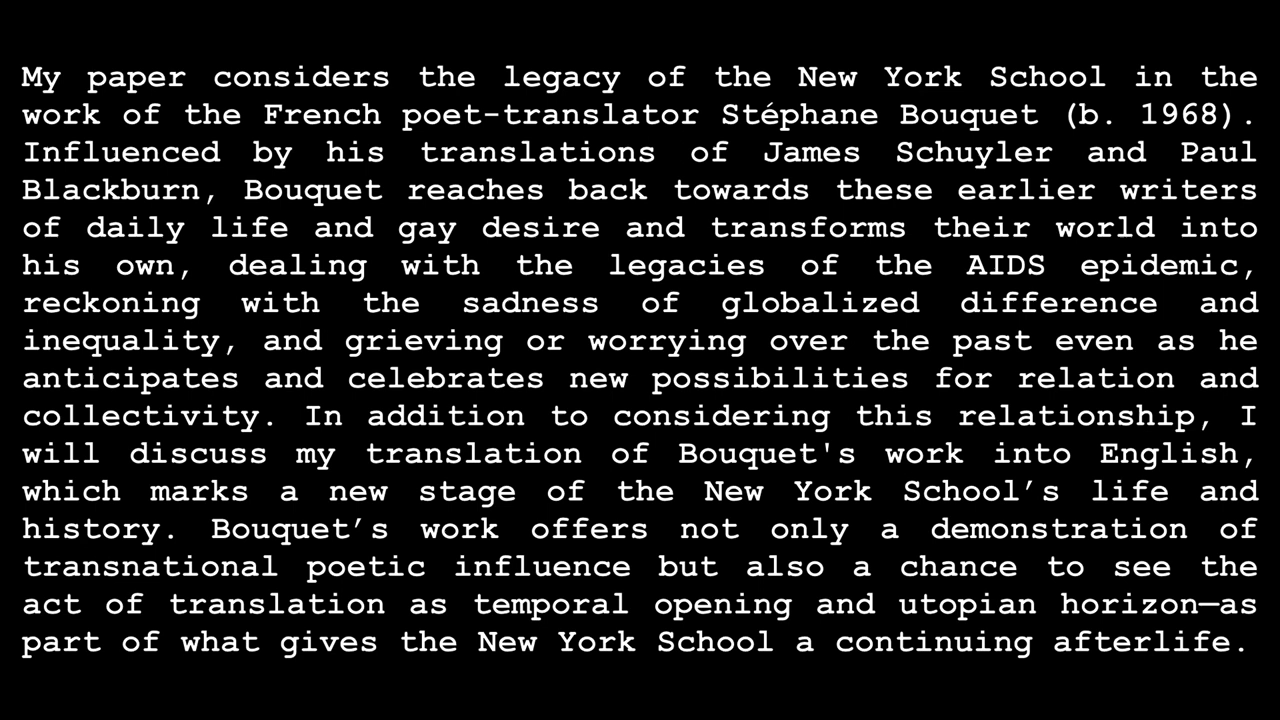 My paper considers the legacy of the New York School in the
work of the French poet-translator Stéphane Bouquet (b. 1968).
Influenced by his translations of James Schuyler and Paul
Blackburn, Bouquet reaches back towards these earlier writers
of daily life and gay desire and transforms their world into
his own, dealing with the legacies of the AIDS epidemic,
reckoning with the sadness of globalized difference and
inequality, and grieving or worrying over the past even as he
anticipates and celebrates new possibilities for relation and
collectivity. In addition to considering this relationship, I
will discuss my translation of Bouquet's work into English,
which marks a new stage of the New York School’s life and
history. Bouquet’s work offers not only a demonstration of
transnational poetic influence but also a chance to see the
act of translation as temporal opening and utopian horizon—as
part of what gives the New York School a continuing afterlife.